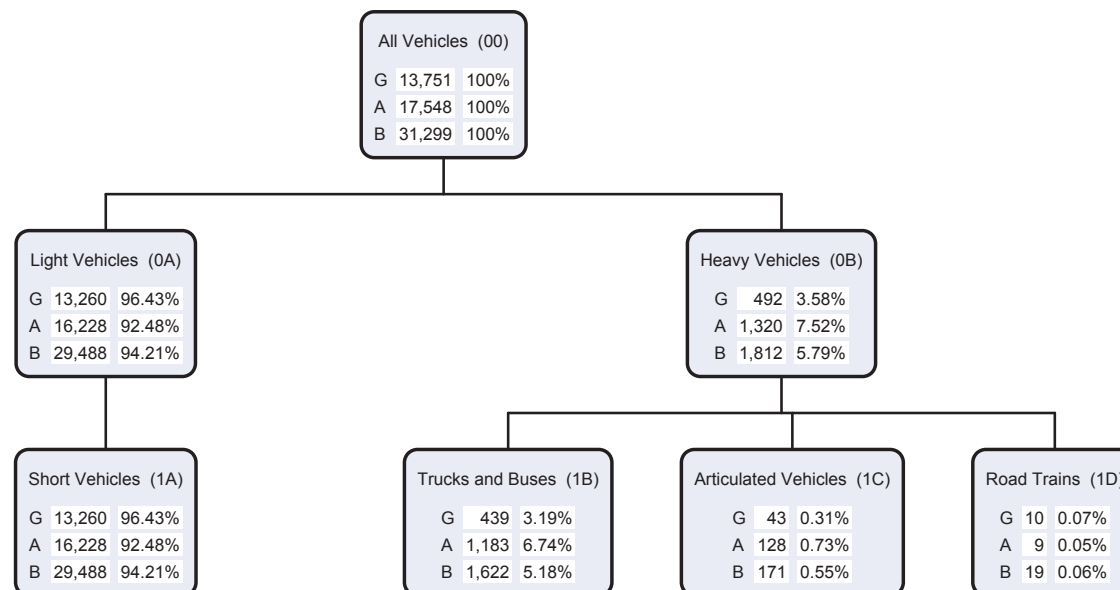 All Vehicles (00)
G 13,751 100%
A 17,548 100%
B 31,299 100%
Light Vehicles (0A)
G 13,260 96.43%
A 16,228 92.48%
B 29,488 94.21%
Heavy Vehicles (0B)
G 492 3.58%
A 1,320 7.52%
B 1,812 5.79%
Short Vehicles (1A)
G 13,260 96.43%
A 16,228 92.48%
B 29,488 94.21%
Trucks and Buses (1B)
G 439 3.19%
A 1,183 6.74%
B 1,622 5.18%
Articulated Vehicles (1C)
G 43 0.31%
A 128 0.73%
B 171 0.55%
Road Trains (1D)
G 10 0.07%
A 9 0.05%
B 19 0.06%